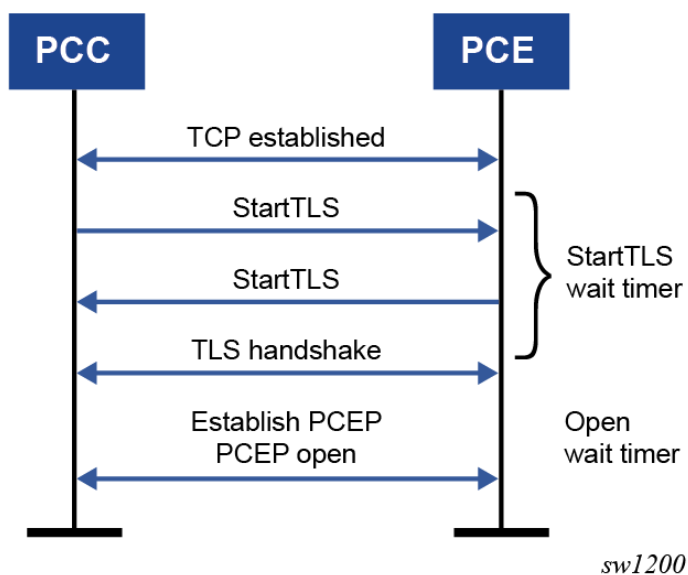 PCC
PCE
TCP established
StartTLS
StartTLS
wait timer
StartTLS
TLS handshake
Establish PCEP
PCEP open
Open
wait timer
sw1200